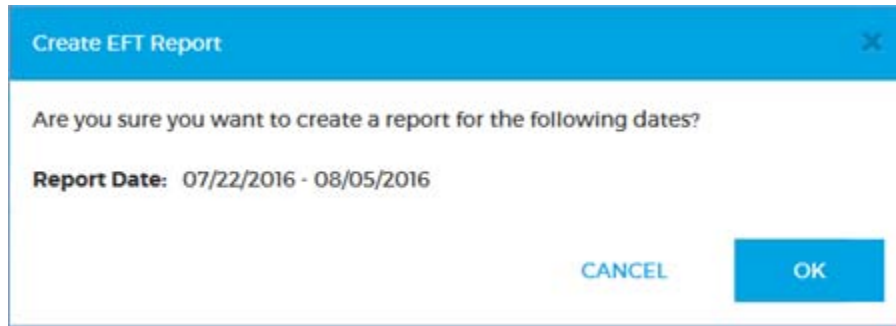 Create EFT Report
Are you sure you want to create a report for the following dates?
Report Date: 07/22/2016 - 08/05/2016
CANCEL OK